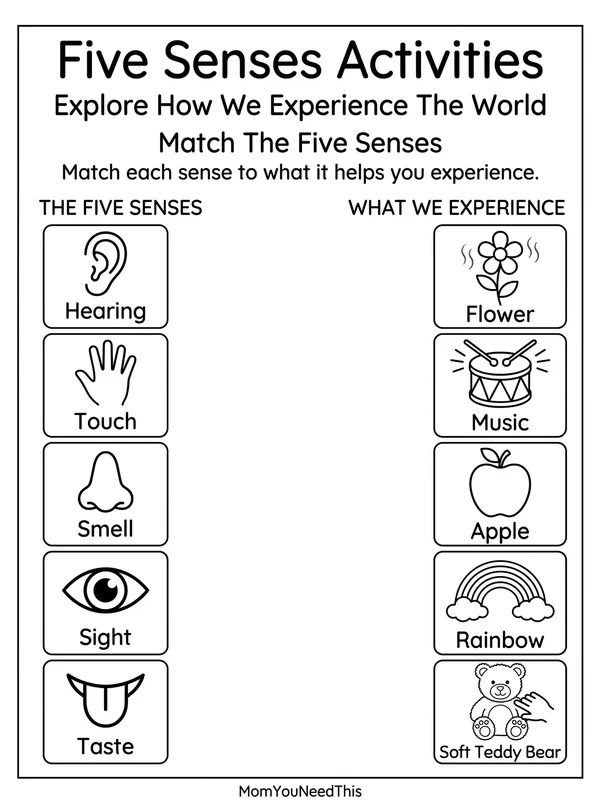 Five Senses Activities
Explore How We Experience The World
Match The Five Senses
Match each sense to what it helps you experience.
THE FIVE SENSES
Hearing
Touch
Smell
Sight
Taste
WHAT WE EXPERIENCE
Flower
Music
Apple
Rainbow
Soft Teddy Bear
MomYouNeedThis